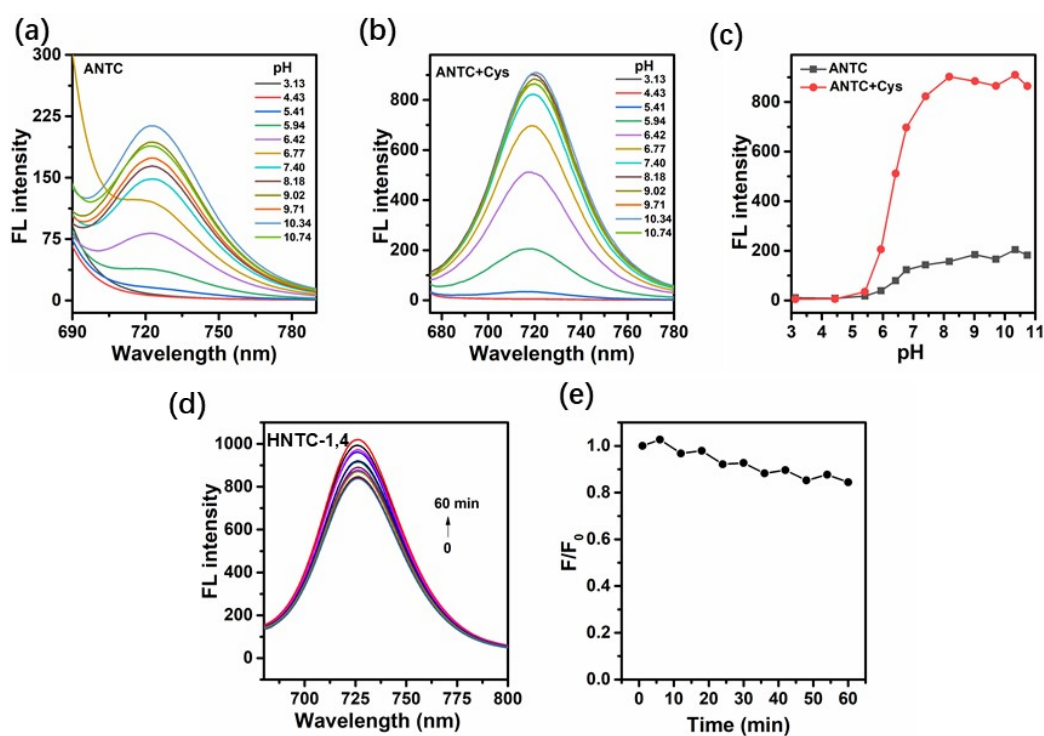 (a)
ANTC
pH
3.13
4.43
5.41
5.94
6.42
6.77
7.40
8.18
9.02
9.71
10.34
10.74
300
225
150
75
0
FL intensity
690 720 750 780
Wavelength (nm)
(b)
ANTC+Cys
pH
3.13
4.43
5.41
5.94
6.42
6.77
7.40
8.18
9.02
9.71
10.34
10.74
800
600
400
200
0
FL intensity
700 720 740 760 780
Wavelength (nm)
(c)
ANTC
ANTC+Cys
800
600
400
200
0
FL intensity
3 4 5 6 7 8 9 10 11
pH
(d)
HNTC-1,4
60 min
0
1000
800
600
400
200
0
FL intensity
700 725 750 775 800
Wavelength (nm)
(e)
1.0
0.8
0.6
0.4
0.2
0.0
F/F0
0 10 20 30 40 50 60
Time (min)